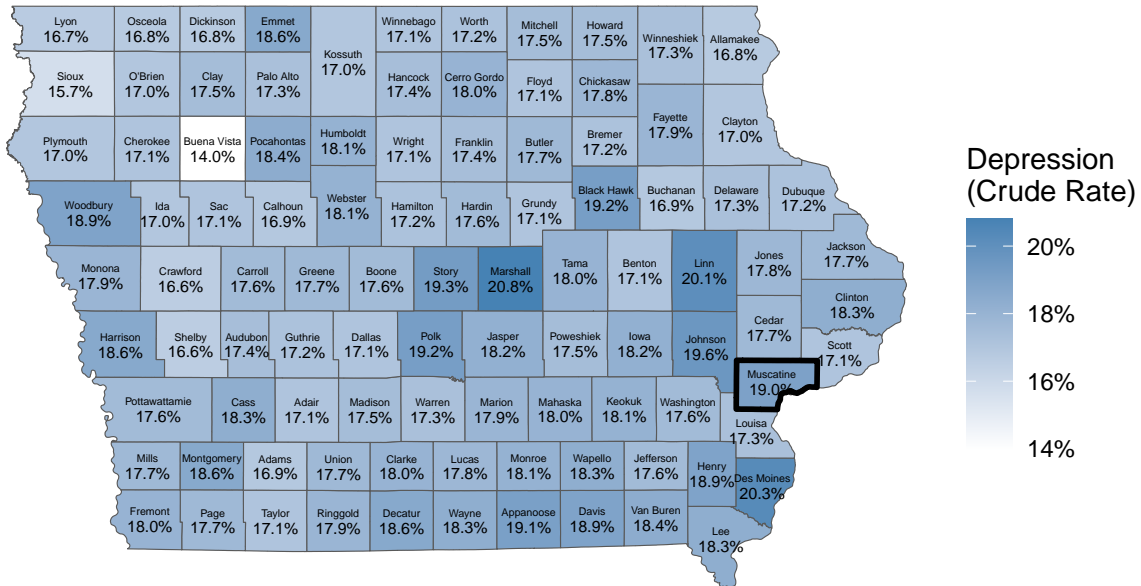 Lyon
16.7%
Osceola
16.8%
Dickinson
16.8%
Emmet
18.6%
Kossuth
17.0%
Winnebago
17.1%
Worth
17.2%
Mitchell
17.5%
Howard
17.5%
Winneshiek
17.3%
Allamakee
16.8%
Sioux
15.7%
O'Brien
17.0%
Clay
17.5%
Palo Alto
17.3%
Hancock
17.4%
Cerro Gordo
18.0%
Floyd
17.1%
Chickasaw
17.8%
Fayette
17.9%
Clayton
17.0%
Plymouth
17.0%
Cherokee
17.1%
Buena Vista
14.0%
Pocahontas
18.4%
Humboldt
18.1%
Wright
17.1%
Franklin
17.4%
Butler
17.7%
Bremer
17.2%
Woodbury
18.9%
Ida
17.0%
Sac
17.1%
Calhoun
16.9%
Webster
18.1%
Hamilton
17.2%
Hardin
17.6%
Grundy
17.1%
Black Hawk
19.2%
Buchanan
16.9%
Delaware
17.3%
Dubuque
17.2%
Monona
17.9%
Crawford
16.6%
Carroll
17.6%
Greene
17.7%
Boone
17.6%
Story
19.3%
Marshall
20.8%
Tama
18.0%
Benton
17.1%
Linn
20.1%
Jones
17.8%
Jackson
17.7%
Clinton
18.3%
Harrison
18.6%
Shelby
16.6%
Audubon
17.4%
Guthrie
17.2%
Dallas
17.1%
Polk
19.2%
Jasper
18.2%
Poweshiek
17.5%
Iowa
18.2%
Johnson
19.6%
Cedar
17.7%
Scott
17.1%
Muscatine
19.0%
Pottawattamie
17.6%
Cass
18.3%
Adair
17.1%
Madison
17.5%
Warren
17.3%
Marion
17.9%
Mahaska
18.0%
Keokuk
18.1%
Washington
17.6%
Louisa
17.3%
Mills
17.7%
Montgomery
18.6%
Adams
16.9%
Union
17.7%
Clarke
18.0%
Lucas
17.8%
Monroe
18.1%
Wapello
18.3%
Jefferson
17.6%
Henry
18.9%
Des Moines
20.3%
Fremont
18.0%
Page
17.7%
Taylor
17.1%
Ringgold
17.9%
Decatur
18.6%
Wayne
18.3%
Appanoose
19.1%
Davis
18.9%
Van Buren
18.4%
Lee
18.3%
Depression
(Crude Rate)
20%
18%
16%
14%